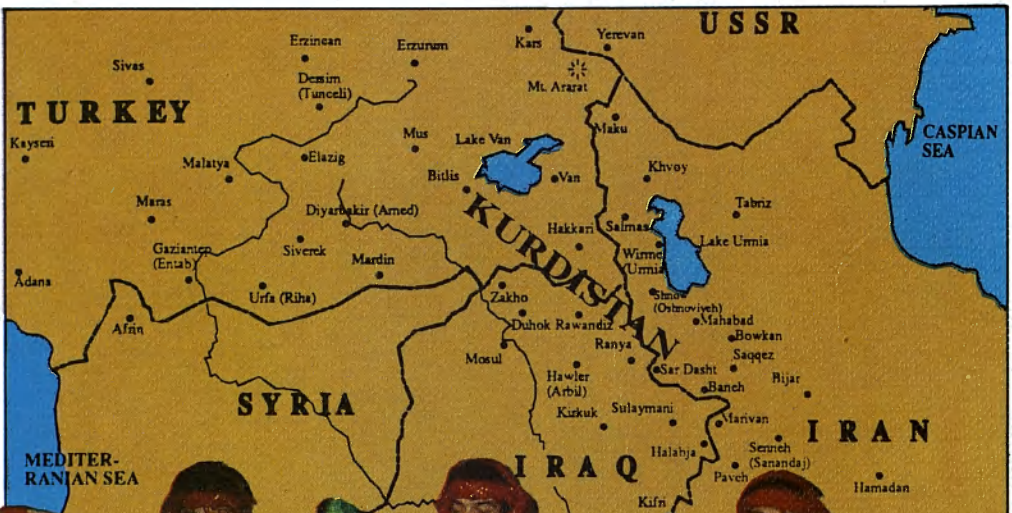 USSR
Kars
Yerevan
Erzincan
Erzurum
Sivas
Dersim
(Tunceli)
Mt. Ararat
TURKEY
CASPIAN
SEA
Maku
Kayseri
Mus
Lake Van
Malatya
Elazig
Khvoy
Bitlis
Van
Maras
Tabriz
Diyarbakir (Amed)
KURDISTAN
Hakkari
Salmas
Lake Urmia
Gaziantep
(Entab)
Siverek
Mardin
Wirme
(Urmia
Adana
Urfa (Riha)
Zakho
Shnow
(Oshnoviyeh)
Afrin
Duhok
Rawandiz
Mahabad
Bowkan
Mosul
Ranya
Saqqez
Sar Dasht
Hawler
(Arbil)
Bijar
Baneh
SYRIA
Kirkuk
Sulaymani
Marivan
IRAN
Halabja
Senneh
(Sanandaj)
MEDITER-
RANIAN SEA
IRAQ
Paveh
Hamadan
Kifri